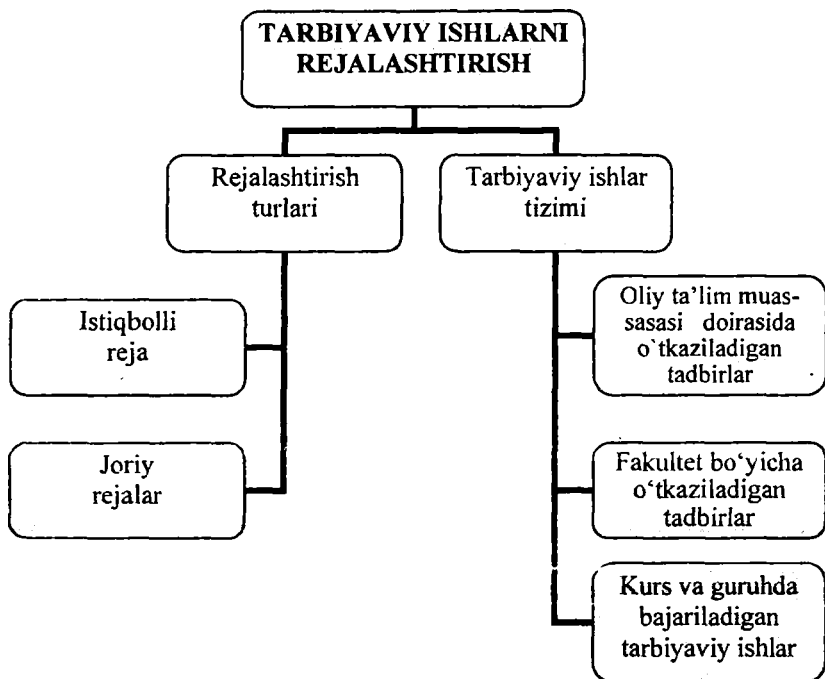 TARBIYAVIY ISHLARNI
REJALASHTIRISH
Rejalashtirish
turlari
Tarbiyaviy ishlar
tizimi
Istiqbolli
reja
Joriy
rejalar
Oliy ta’lim muas-
sasasi doirasida
o`tkaziladigan
tadbirlar
Fakultet bo‘yicha
o‘tkaziladigan
tadbirlar
Kurs va guruhda
bajariladigan
tarbiyaviy ishlar